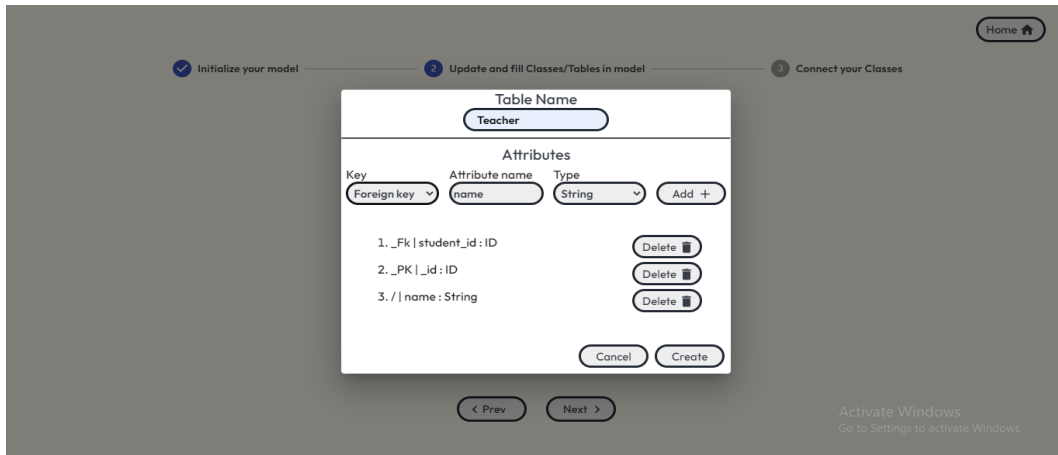 Home
Initialize your model
2 Update and fill Classes/Tables in model
3 Connect your Classes
Table Name
Teacher
Attributes
Key Attribute name Type
Foreign key name String Add +
1. _Fk | student_id : ID Delete
2. _PK | _id : ID Delete
3. / | name : String Delete
Cancel Create
< Prev Next >
Activate Windows
Go to Settings to activate Windows.